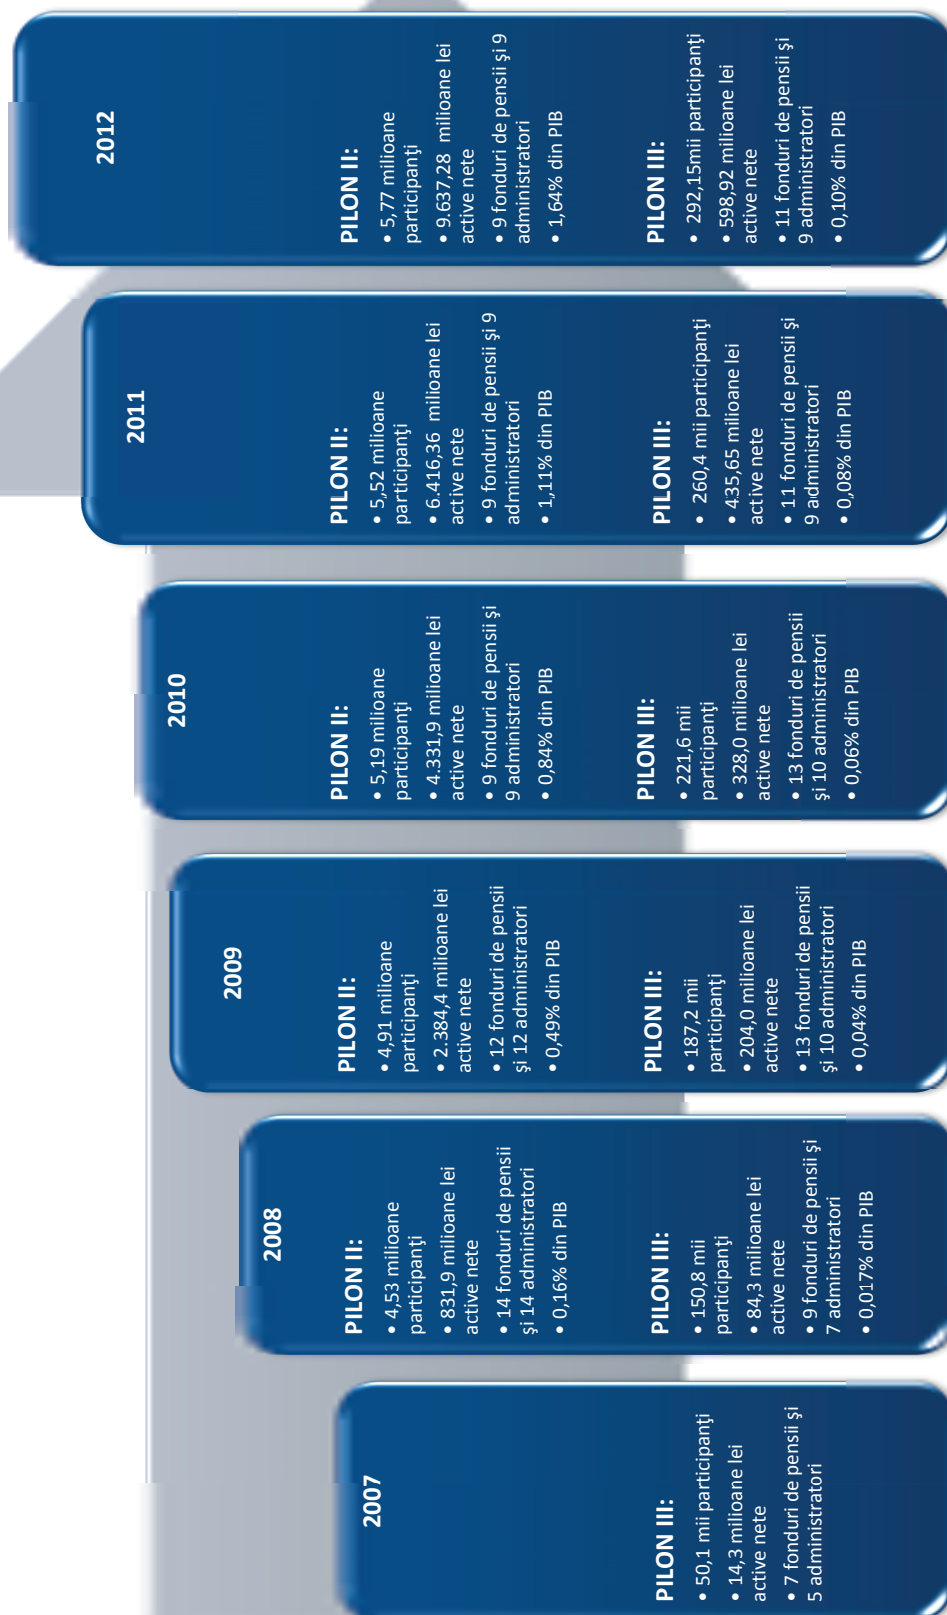 2007
PILON III:
• 50,1 mii participanţi
• 14,3 milioane lei
active nete
• 7 fonduri de pensii şi
5 administratori
2008
PILON II:
• 4,53 milioane
participanţi
• 831,9 milioane lei
active nete
• 14 fonduri de pensii
şi 14 administratori
• 0,16% din PIB
PILON III:
• 150,8 mii
participanţi
• 84,3 milioane lei
active nete
• 9 fonduri de pensii şi
7 administratori
• 0,017% din PIB
2009
PILON II:
• 4,91 milioane
participanţi
• 2.384,4 milioane lei
active nete
• 12 fonduri de pensii
şi 12 administratori
• 0,49% din PIB
PILON III:
• 187,2 mii
participanţi
• 204,0 milioane lei
active nete
• 13 fonduri de pensii
şi 10 administratori
• 0,04% din PIB
2010
PILON II:
• 5,19 milioane
participanţi
• 4.331,9 milioane lei
active nete
• 9 fonduri de pensii şi
9 administratori
• 0,84% din PIB
PILON III:
• 221,6 mii
participanţi
• 328,0 milioane lei
active nete
• 13 fonduri de pensii
şi 10 administratori
• 0,06% din PIB
2011
PILON II:
• 5,52 milioane
participanţi
• 6.416,36 milioane lei
active nete
• 9 fonduri de pensii şi 9
administratori
• 1,11% din PIB
PILON III:
• 260,4 mii participanţi
• 435,65 milioane lei
active nete
• 11 fonduri de pensii şi
9 administratori
• 0,08% din PIB
2012
PILON II:
• 5,77 milioane
participanţi
• 9.637,28 milioane lei
active nete
• 9 fonduri de pensii şi 9
administratori
• 1,64% din PIB
PILON III:
• 292,15mii participanţi
• 598,92 milioane lei
active nete
• 11 fonduri de pensii şi
9 administratori
• 0,10% din PIB